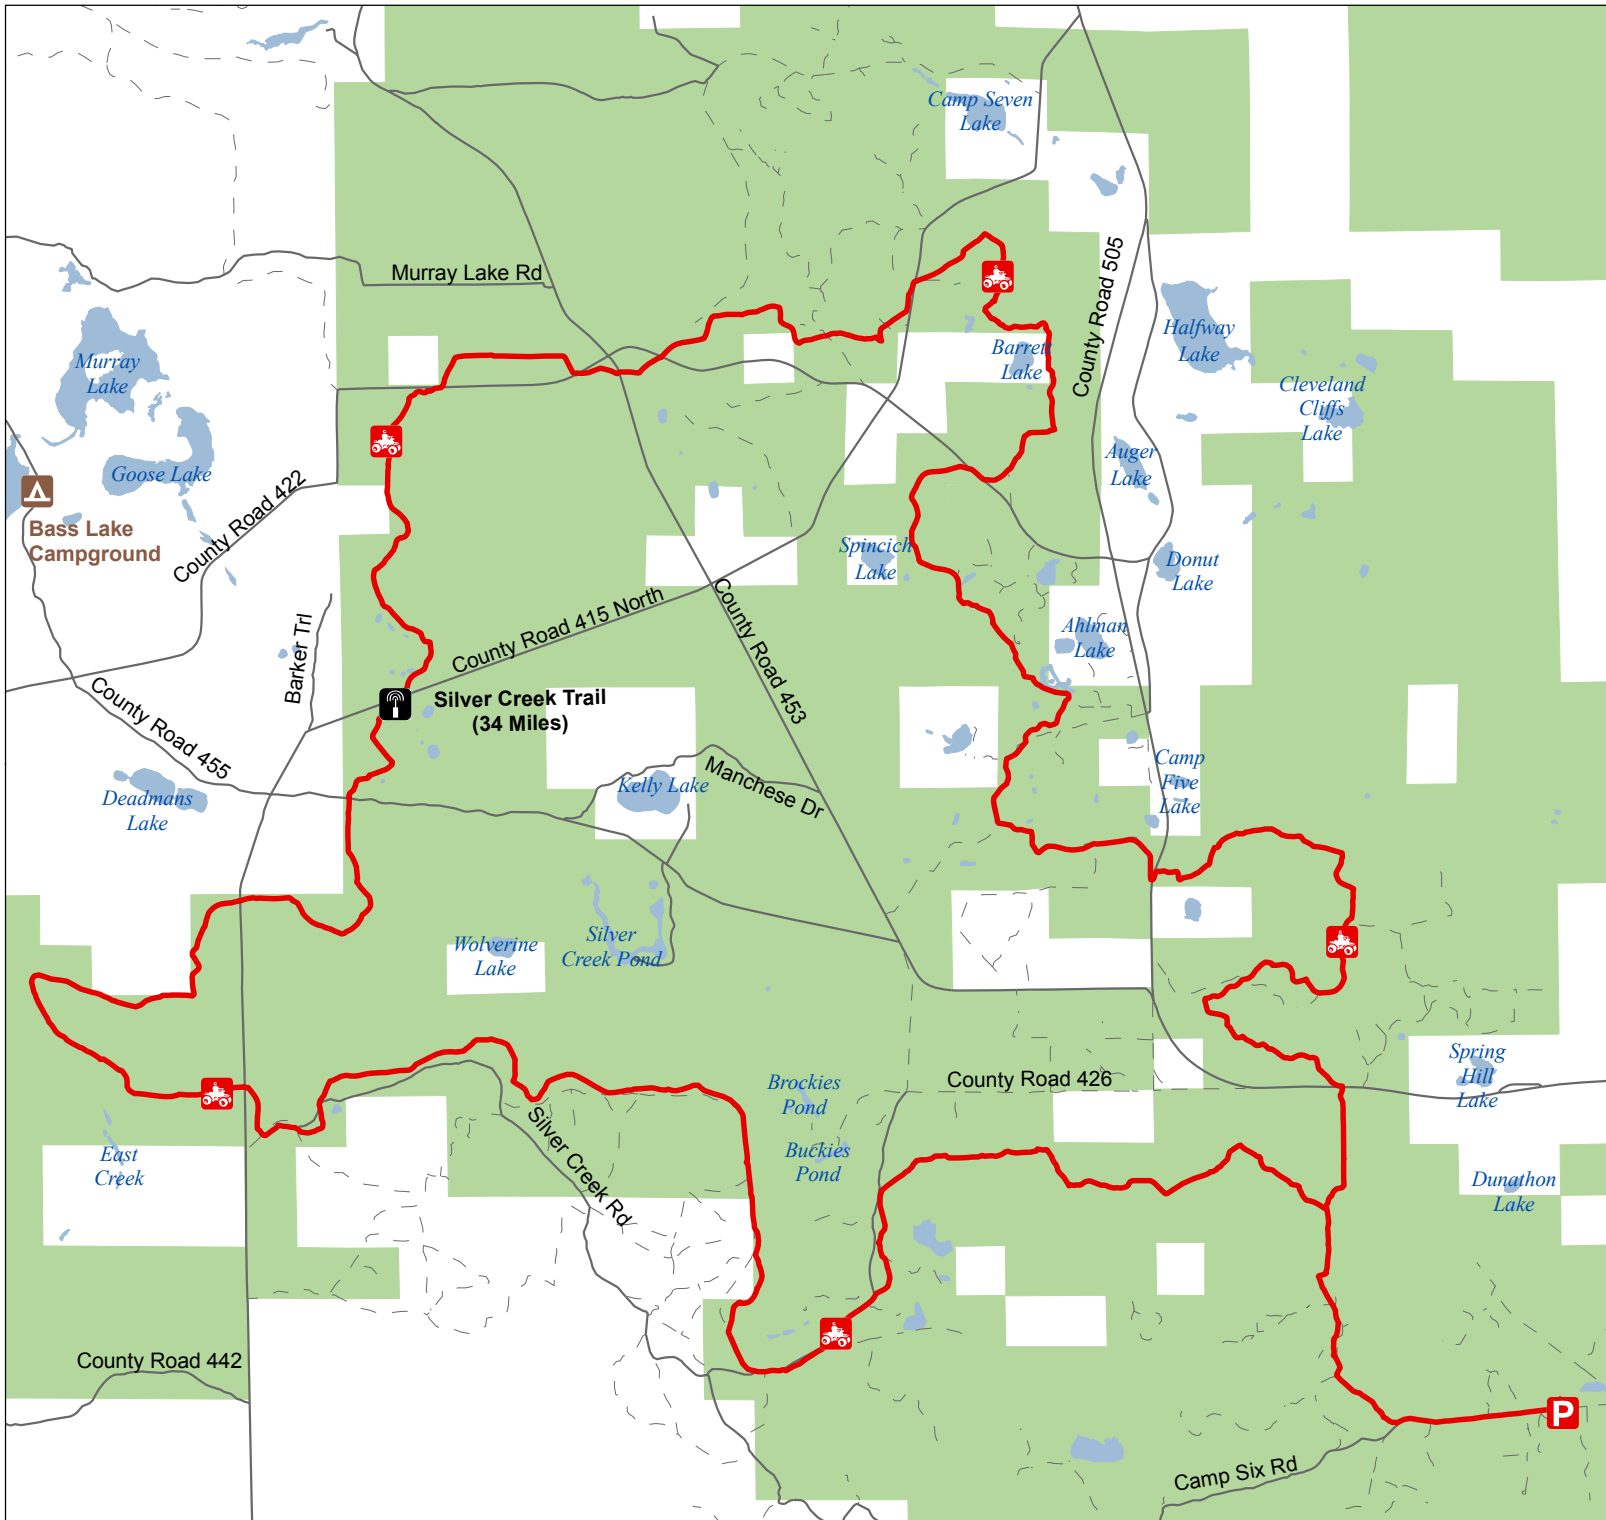 Camp Seven
Lake
Murray Lake Rd
County Road 505
Halfway
Lake
Murray
Lake
Barrett
Lake
Cleveland
Cliffs
Lake
Goose Lake
Auger
Lake
County Road 422
Bass Lake
Campground
Spincich
Lake
Donut
Lake
County Road 415 North
County Road 453
Barker Trl
Ahlman
Lake
Silver Creek Trail
(34 Miles)
County Road 455
Deadmans
Lake
Kelly Lake
Manchese Dr
Camp
Five
Lake
Wolverine
Lake
Silver
Creek Pond
Brockies
Pond
County Road 426
Spring
Hill
Lake
Silver Creek Rd
East
Creek
Buckies
Pond
Dunathon
Lake
County Road 442
P
Camp Six Rd